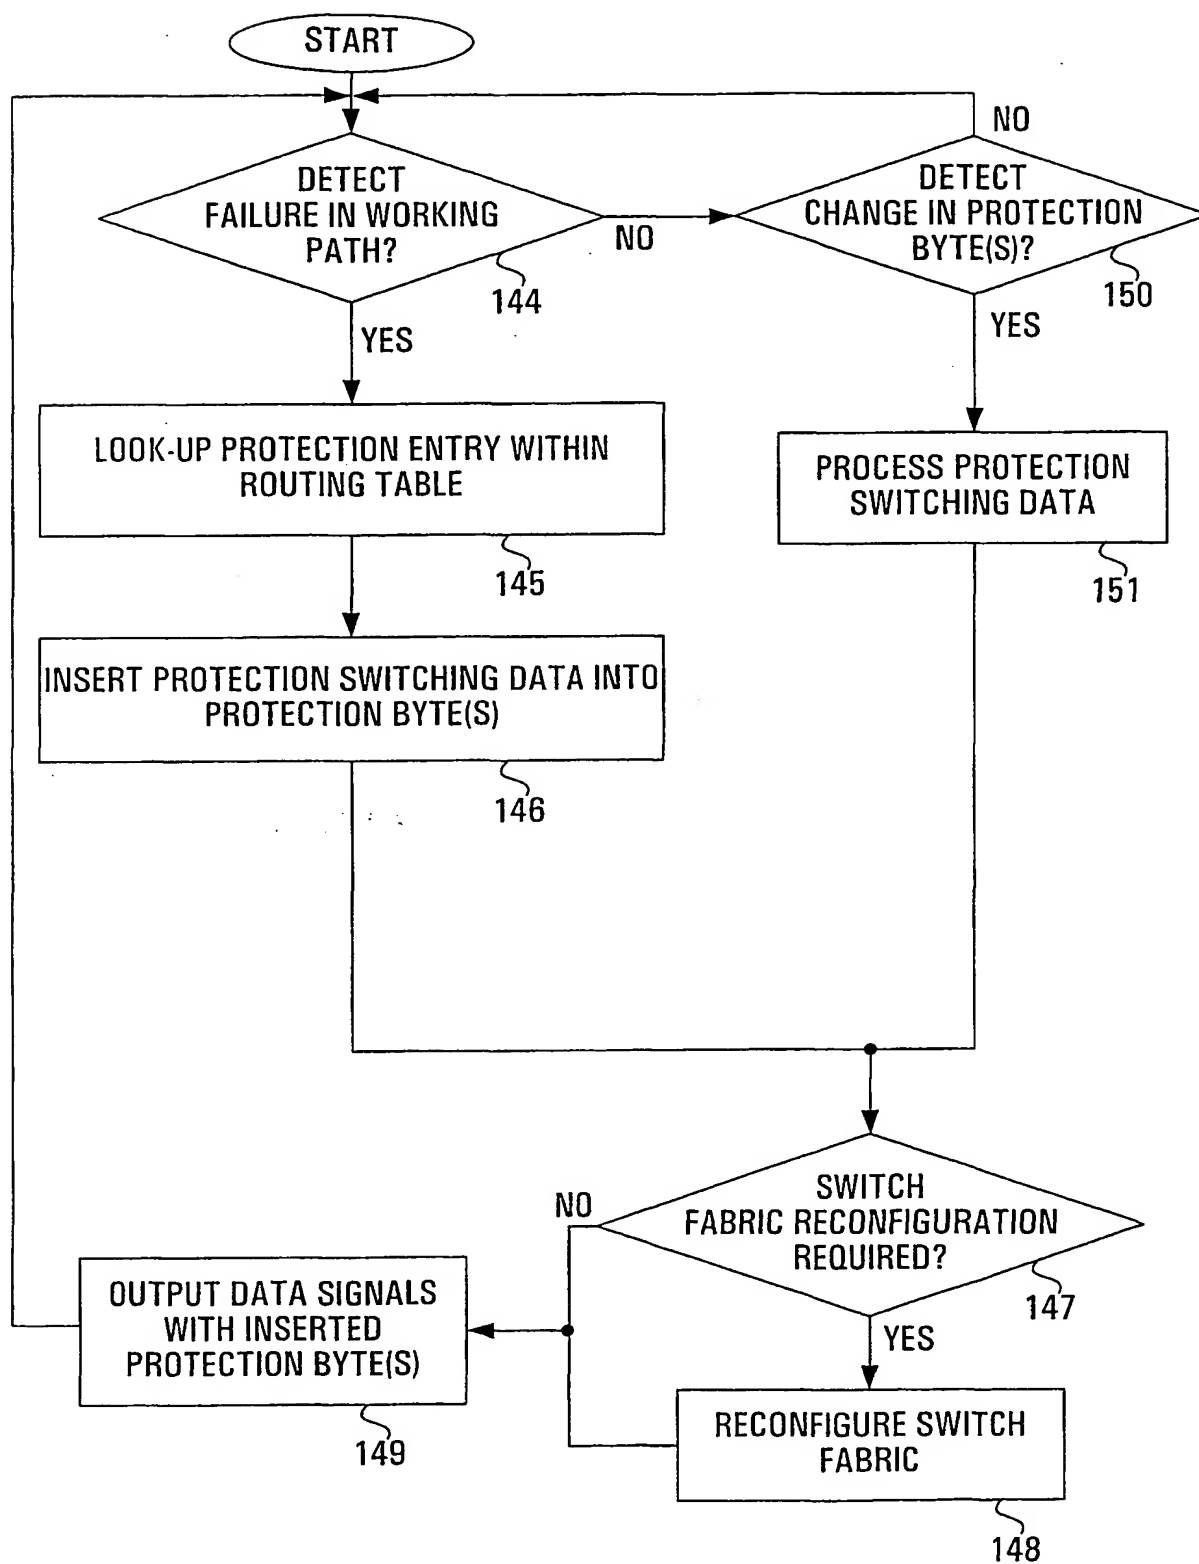 START
NO
DETECT
FAILURE IN WORKING
PATH?
NO
144
DETECT
CHANGE IN PROTECTION
BYTE(S)?
150
YES
YES
LOOK-UP PROTECTION ENTRY WITHIN
ROUTING TABLE
145
PROCESS PROTECTION
SWITCHING DATA
151
INSERT PROTECTION SWITCHING DATA INTO
PROTECTION BYTE(S)
146
SWITCH
FABRIC RECONFIGURATION
REQUIRED?
147
NO
YES
OUTPUT DATA SIGNALS
WITH INSERTED
PROTECTION BYTE(S)
149
RECONFIGURE SWITCH
FABRIC
148